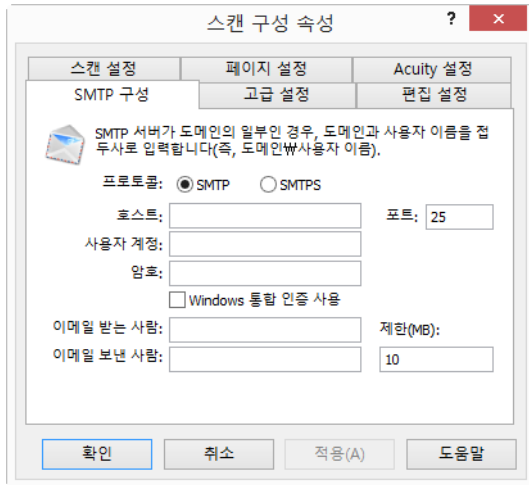 스캔 구성 속성
? ×
스캔 설정 페이지 설정 Acuity 설정
SMTP 구성 고급 설정 편집 설정
SMTP 서버가 도메인의 일부인 경우, 도메인과 사용자 이름을 접
두사로 입력합니다(즉, 도메인₩사용자 이름).
프로토콜: SMTP SMTPS
호스트: 포트: 25
사용자 계정:
암호:
Windows 통합 인증 사용
이메일 받는 사람: 제한(MB):
이메일 보낸 사람: 10
확인 취소 적용(A) 도움말